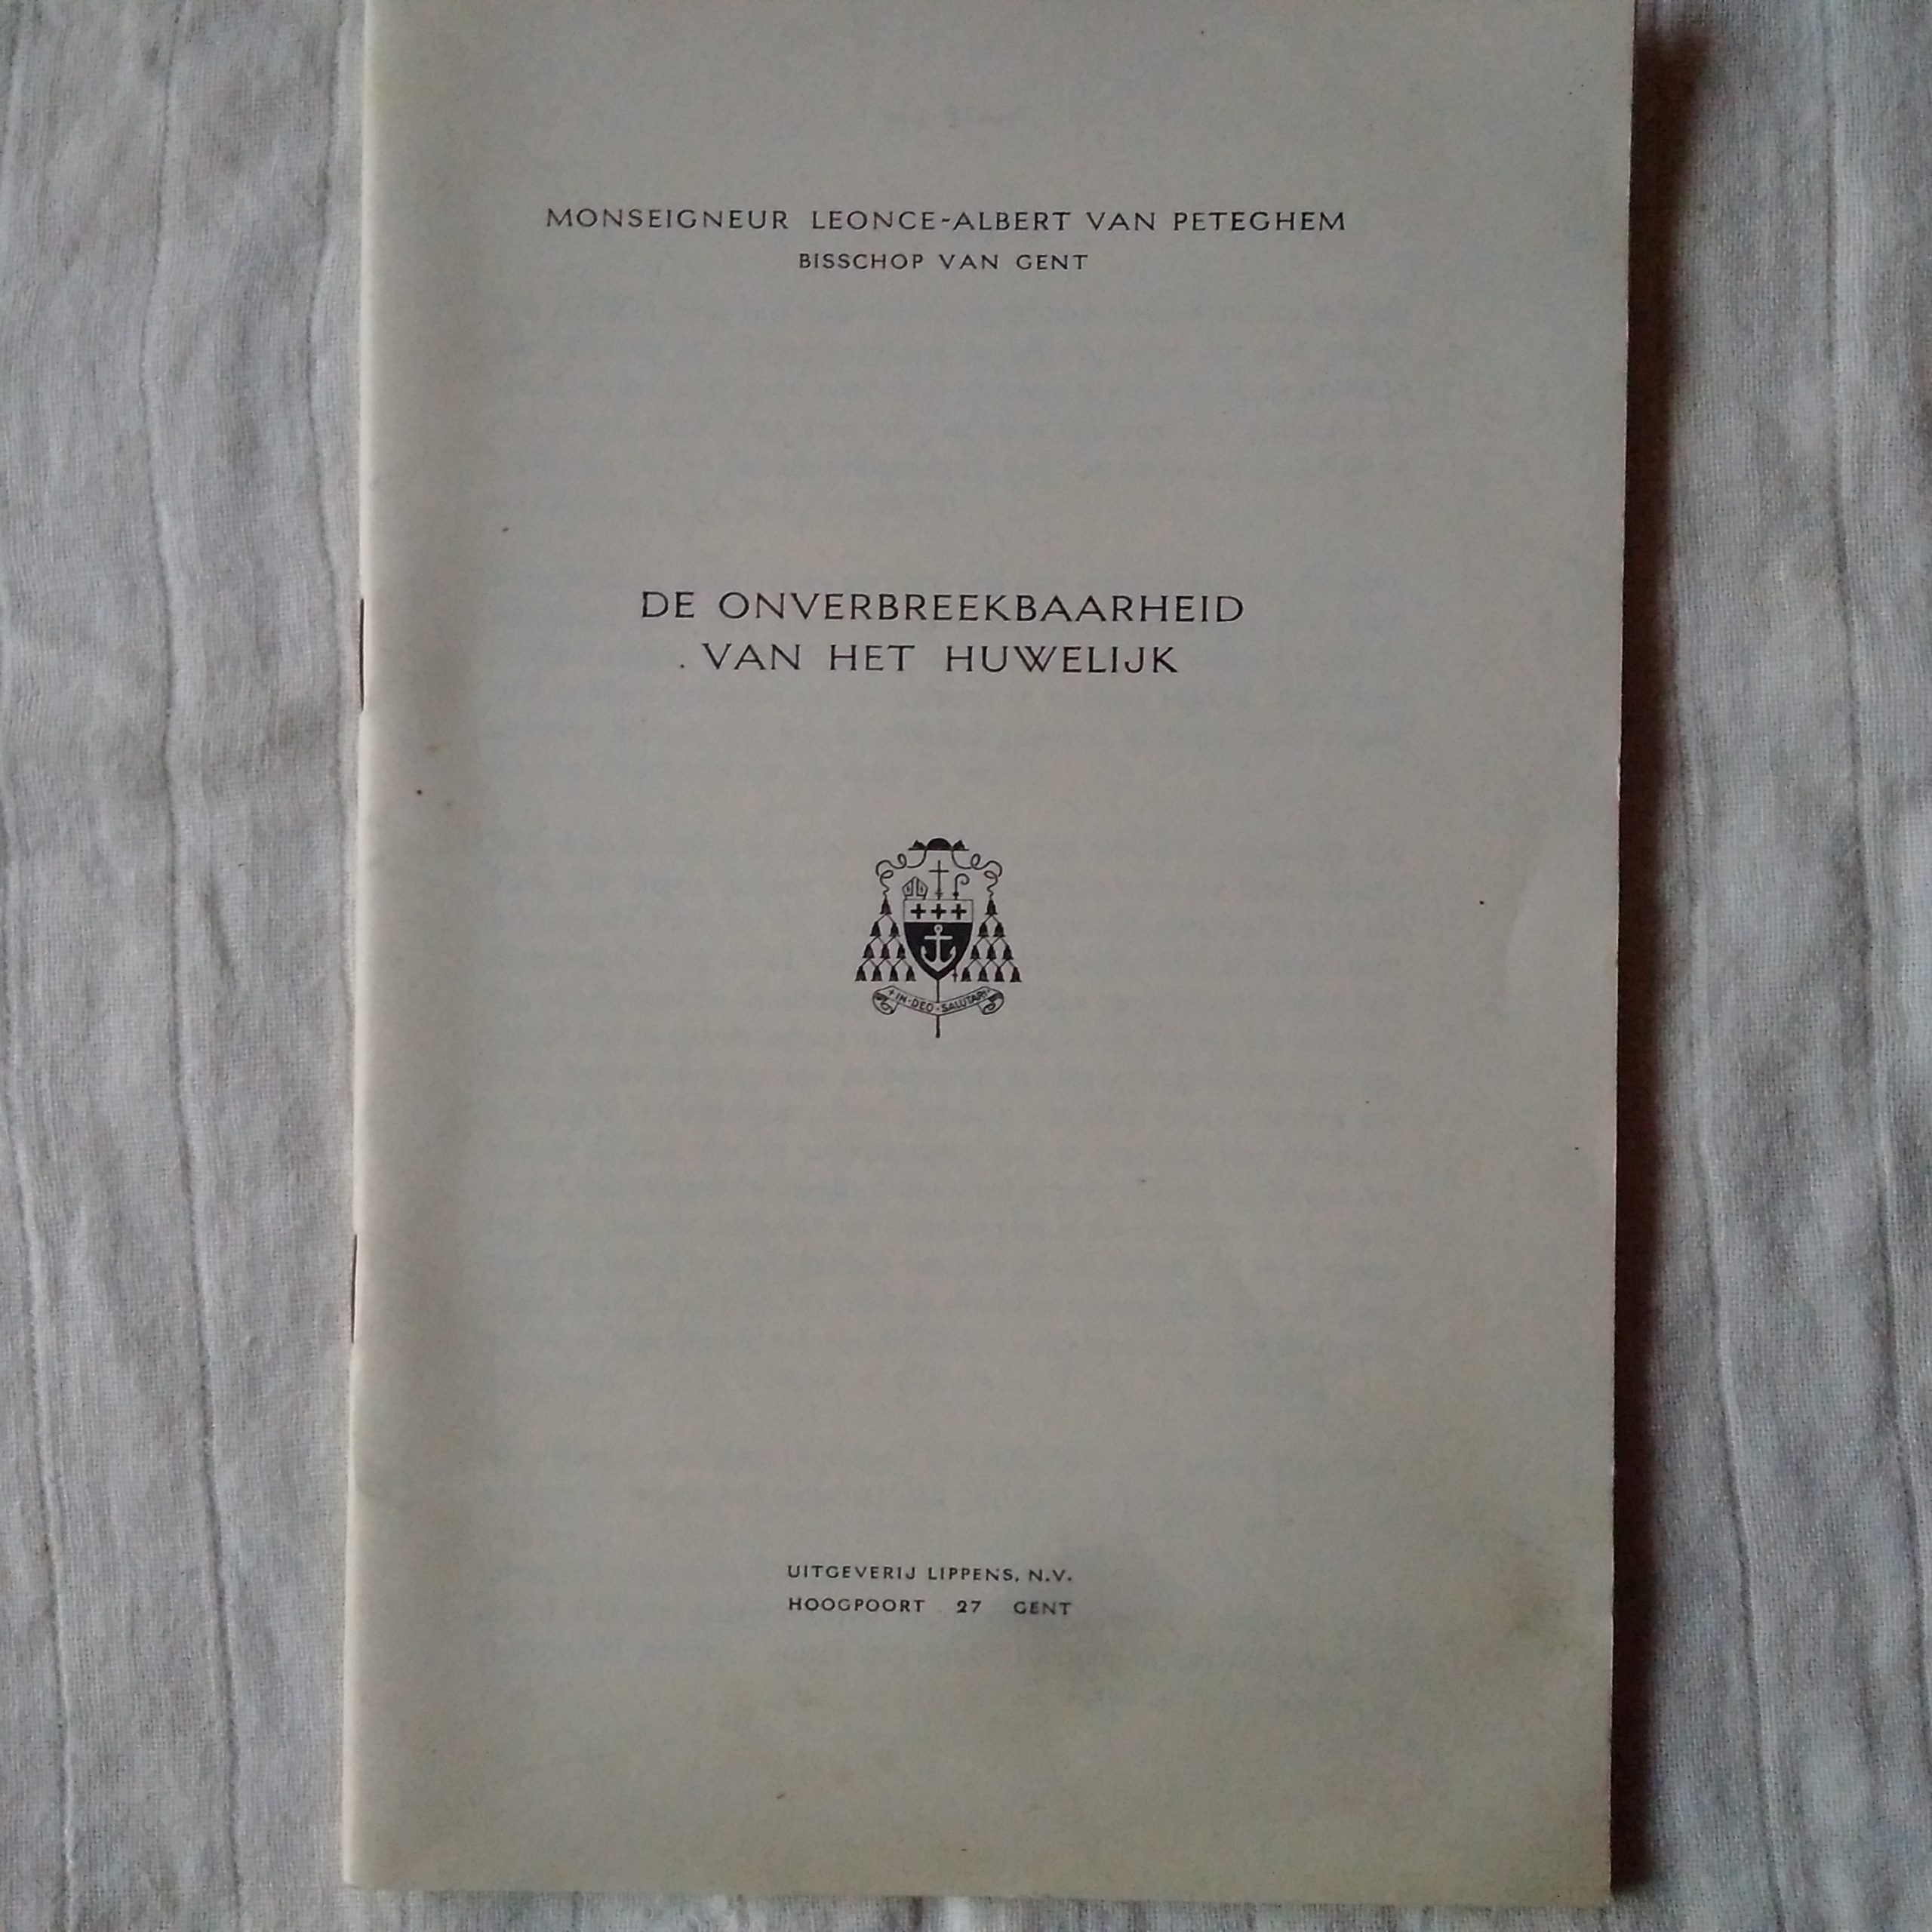 MONSEIGNEUR LEONCE-ALBERT VAN PETEGHEM
BISSCHOP VAN GENT
DE ONVERBREEKBAARHEID
VAN HET HUWELIJK
IN·DEO·SALUTARI
UITGEVERIJ LIPPENS, N.V.
HOOGPOORT 27 GENT